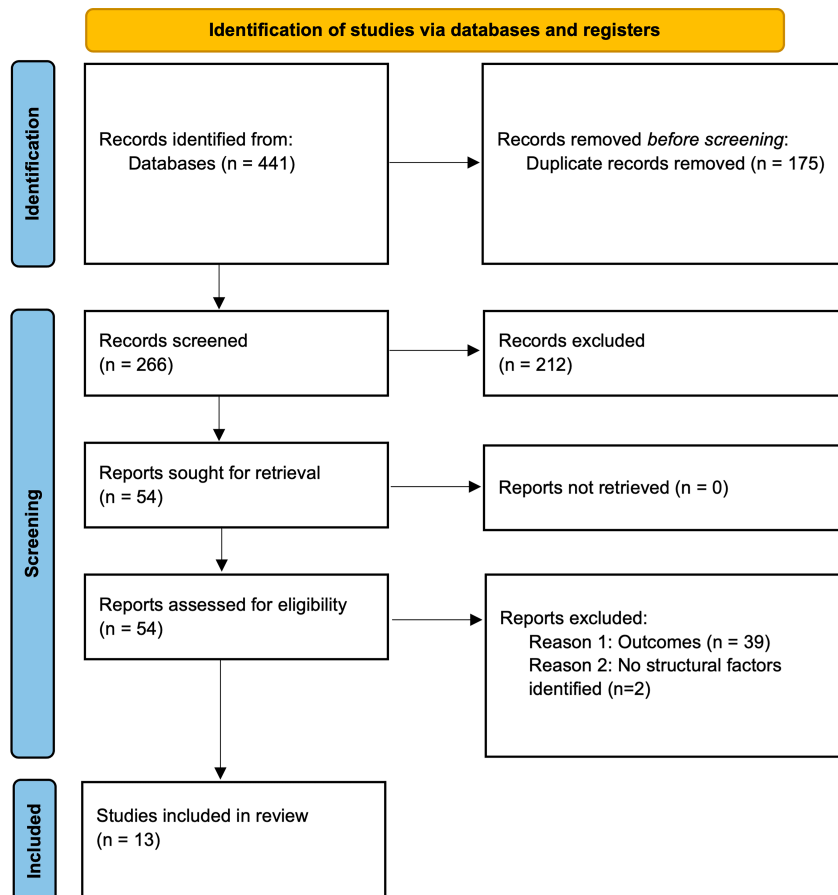 Identification of studies via databases and registers
Identification
Records identified from:
Databases (n = 441)
Records removed before screening:
Duplicate records removed (n = 175)
Screening
Records screened
(n = 266)
Records excluded
(n = 212)
Reports sought for retrieval
(n = 54)
Reports not retrieved (n = 0)
Reports assessed for eligibility
(n = 54)
Reports excluded:
Reason 1: Outcomes (n = 39)
Reason 2: No structural factors
identified (n=2)
Included
Studies included in review
(n = 13)